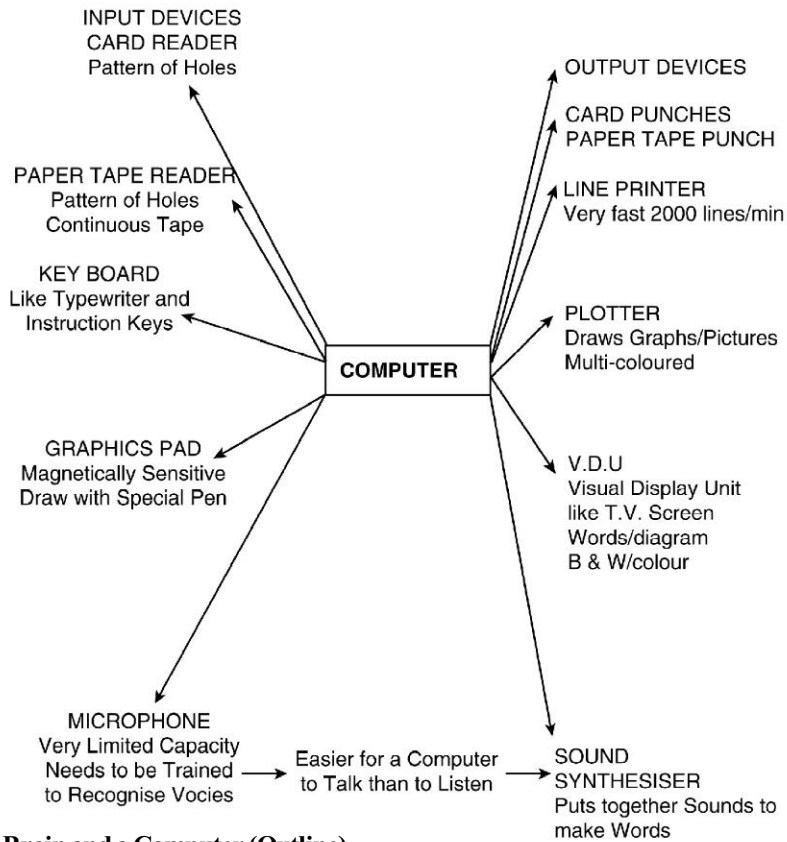 INPUT DEVICES
CARD READER
Pattern of Holes
PAPER TAPE READER
Pattern of Holes
Continuous Tape
KEY BOARD
Like Typewriter and
Instruction Keys
GRAPHICS PAD
Magnetically Sensitive
Draw with Special Pen
MICROPHONE
Very Limited Capacity
Needs to be Trained
to Recognise Vocies
Easier for a Computer
to Talk than to Listen
COMPUTER
OUTPUT DEVICES
CARD PUNCHES
PAPER TAPE PUNCH
LINE PRINTER
Very fast 2000 lines/min
PLOTTER
Draws Graphs/Pictures
Multi-coloured
V.D.U
Visual Display Unit
like T.V. Screen
Words/diagram
B & W/colour
SOUND
SYNTHESISER
Puts together Sounds to
make Words
Brain and a Computer (Outline)